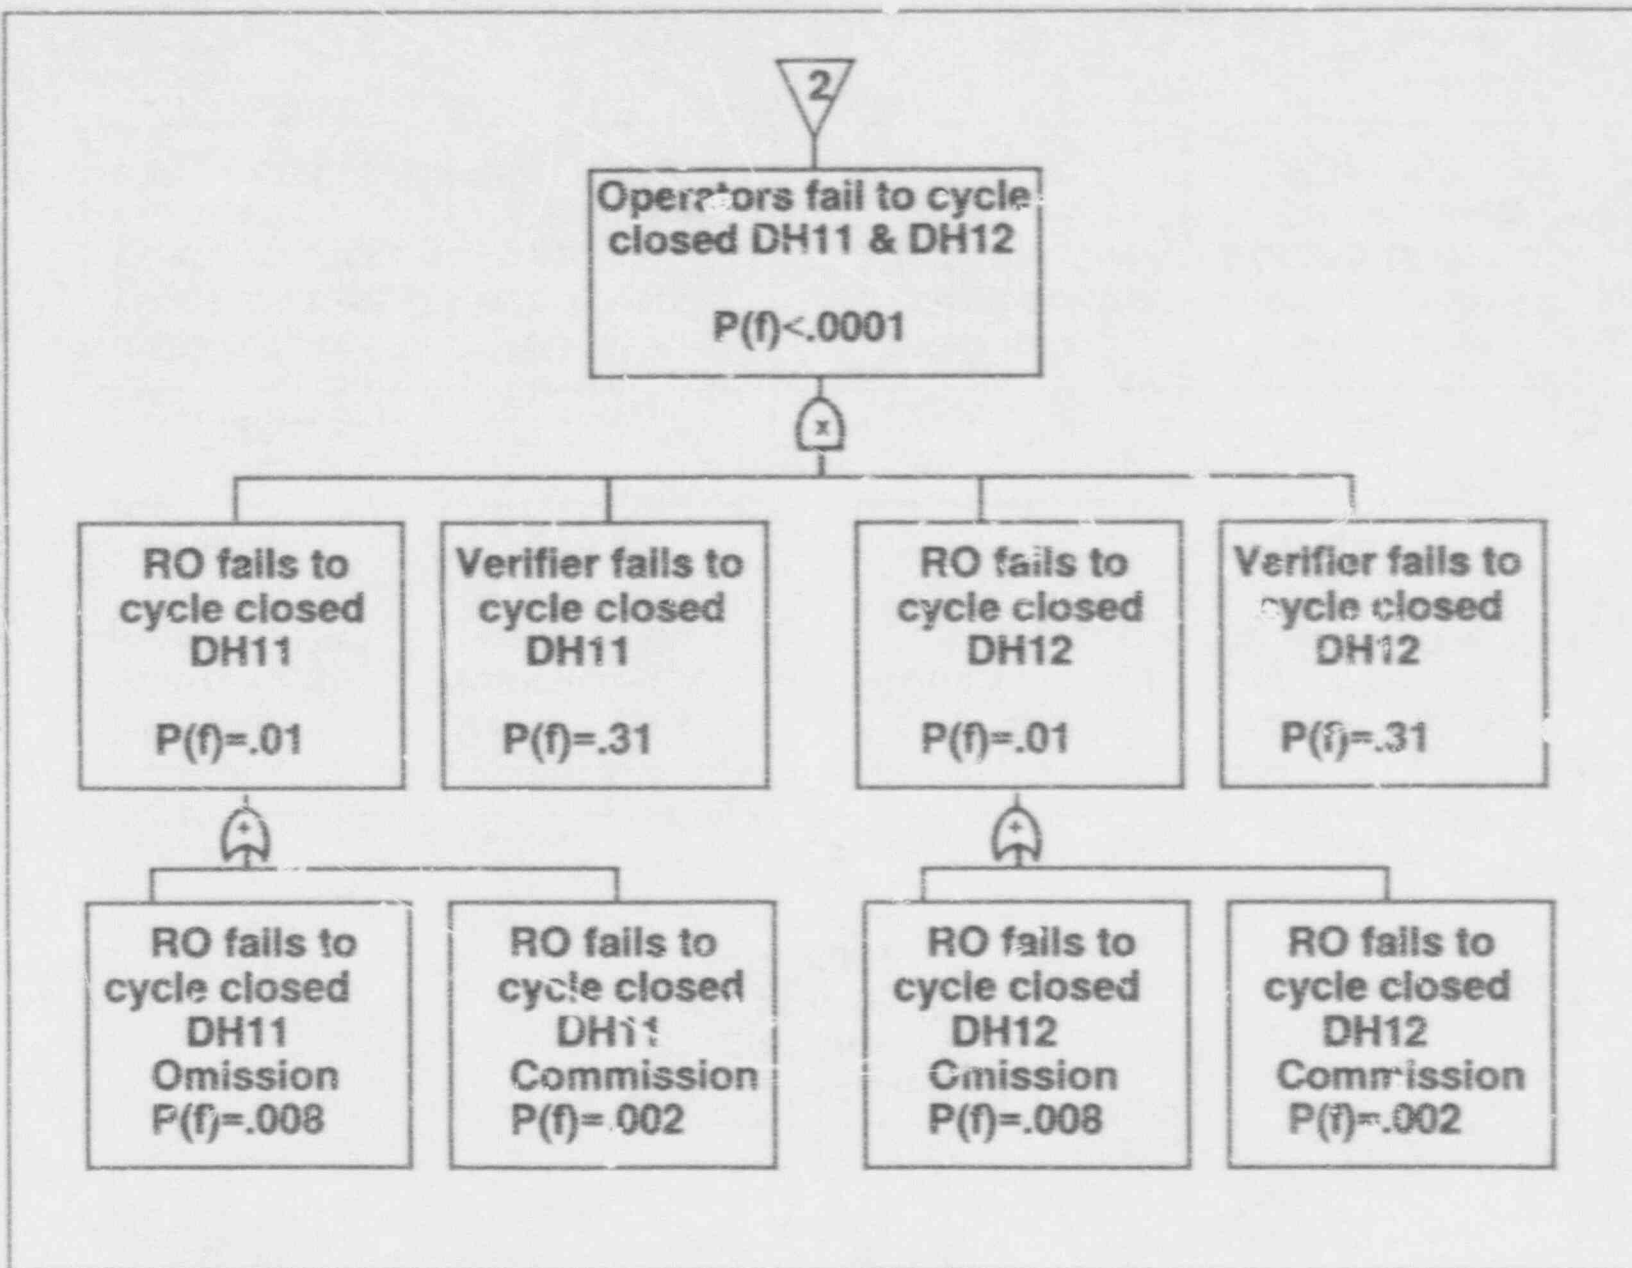 2
Operators fail to cycle
closed DH11 & DH12
P(f)<.0001
x
RO fails to
cycle closed
DH11
P(f)=.01
Verifier fails to
cycle closed
DH11
P(f)=.31
RO fails to
cycle closed
DH12
P(f)=.01
Verifier fails to
cycle closed
DH12
P(f)=.31
+
+
RO fails to
cycle closed
DH11
Omission
P(f)=.008
RO fails to
cycle closed
DH11
Commission
P(f)=.002
RO fails to
cycle closed
DH12
Omission
P(f)=.008
RO fails to
cycle closed
DH12
Commission
P(f)=.002